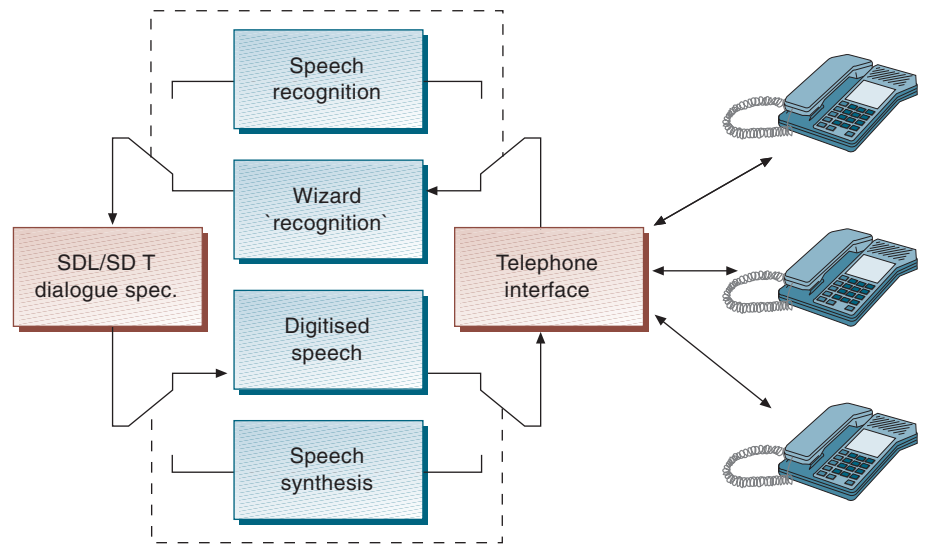 Speech
recognition
Wizard
`recognition`
SDL/SD T
dialogue spec.
Telephone
interface
Digitised
speech
Speech
synthesis